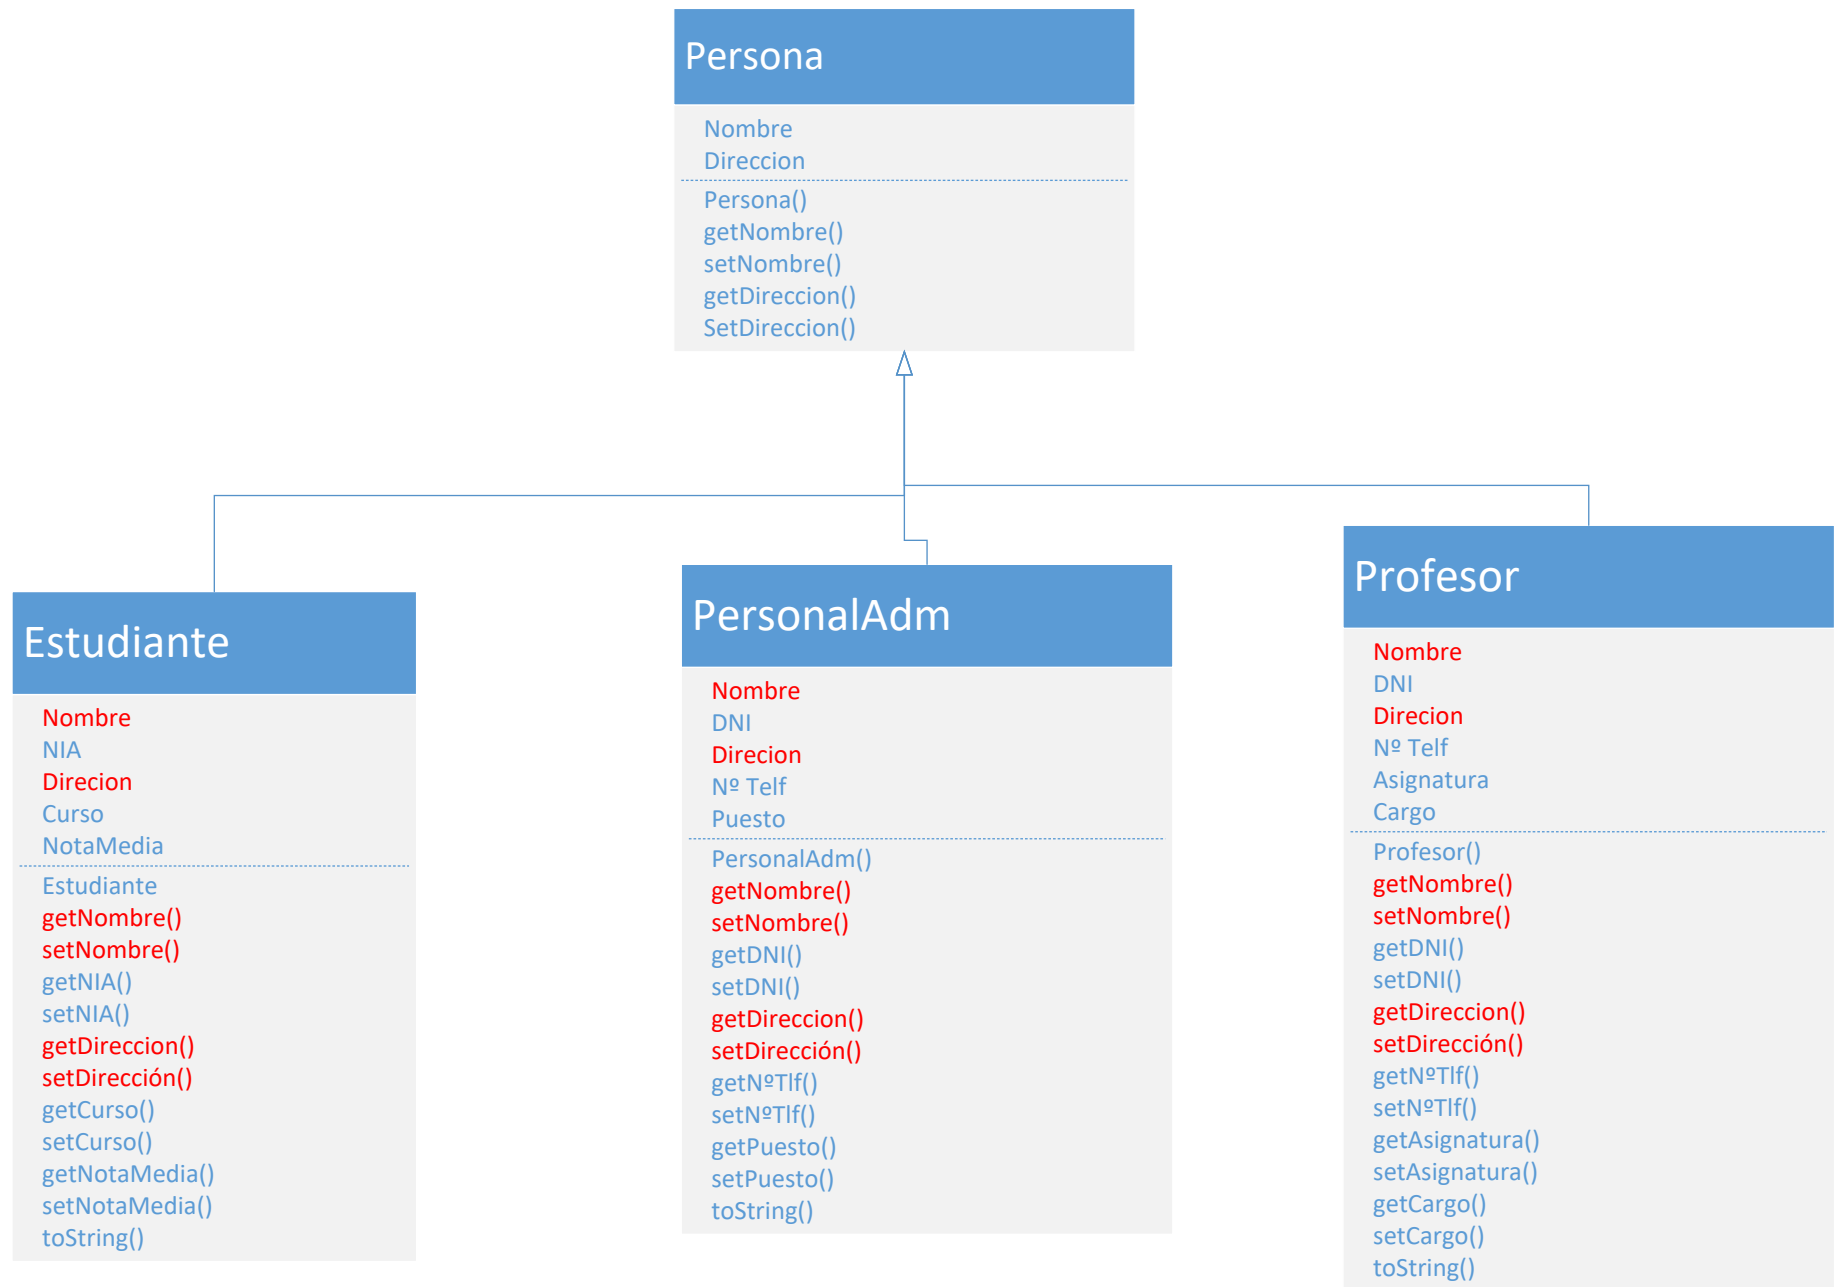 Persona
Nombre
Direccion
Persona()
getNombre()
setNombre()
getDireccion()
SetDireccion()
Estudiante
Nombre
NIA
Direcion
Curso
NotaMedia
Estudiante
getNombre()
setNombre()
getNIA()
setNIA()
getDireccion()
setDirección()
getCurso()
setCurso()
getNotaMedia()
setNotaMedia()
toString()
PersonalAdm
Nombre
DNI
Direcion
Nº Telf
Puesto
PersonalAdm()
getNombre()
setNombre()
getDNI()
setDNI()
getDireccion()
setDirección()
getNºTlf()
setNºTlf()
getPuesto()
setPuesto()
toString()
Profesor
Nombre
DNI
Direcion
Nº Telf
Asignatura
Cargo
Profesor()
getNombre()
setNombre()
getDNI()
setDNI()
getDireccion()
setDirección()
getNºTlf()
setNºTlf()
getAsignatura()
setAsignatura()
getCargo()
setCargo()
toString()